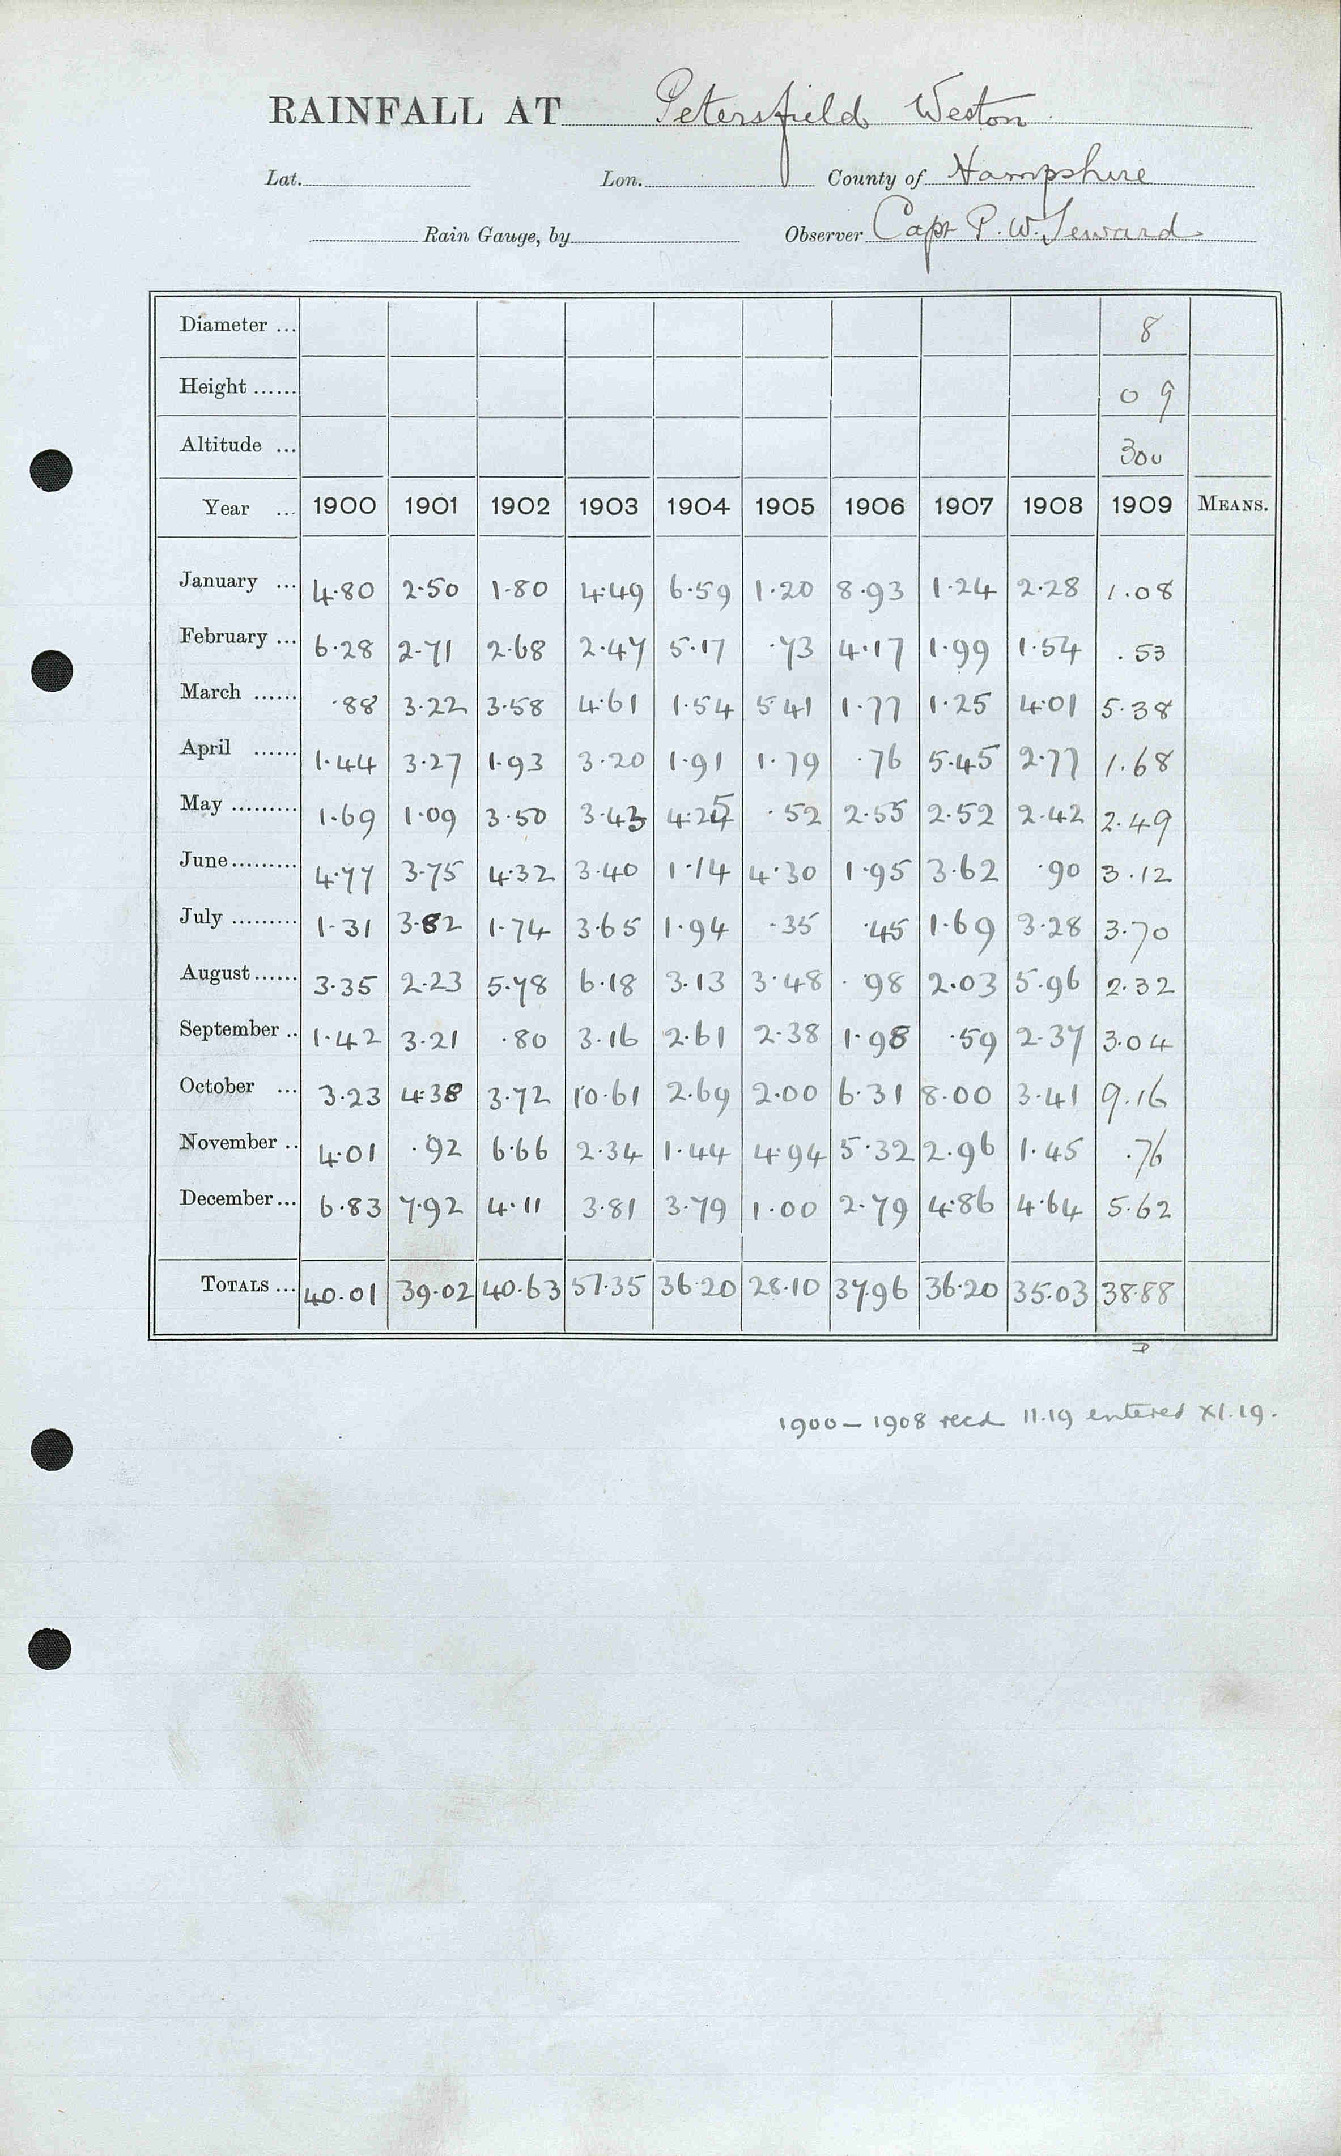 RAINFALL AT Petersfield Weston
Lat. Lon. County of Hampshire
Rain Gauge, by Observer Capt P. W. Seward
Diameter ... 8
Height ...... 0 9
Altitude ... 300
Year ... 1900 1901 1902 1903 1904 1905 1906 1907 1908 1909 MEANS.
January ... 4.80 2.50 1.80 4.49 6.59 1.20 8.93 1.24 2.28 1.08
February ... 6.28 2.71 2.68 2.47 5.17 .73 4.17 1.99 1.54 .53
March ...... .88 3.22 3.58 4.61 1.54 5.41 1.77 1.25 4.01 5.38
April ...... 1.44 3.27 1.93 3.20 1.91 1.79 .76 5.45 2.77 1.68
May ......... 1.69 1.09 3.50 3.43 4.25 .52 2.55 2.52 2.42 2.49
June ......... 4.77 3.75 4.32 3.40 1.14 4.30 1.95 3.62 .90 3.12
July ......... 1.31 3.82 1.74 3.65 1.94 .35 .45 1.69 3.28 3.70
August ...... 3.35 2.23 5.78 6.18 3.13 3.48 .98 2.03 5.96 2.32
September .. 1.42 3.21 .80 3.16 2.61 2.38 1.98 .59 2.37 3.04
October ... 3.23 4.38 3.72 10.61 2.69 2.00 6.31 8.00 3.41 9.16
November .. 4.01 .92 6.66 2.34 1.44 4.94 5.32 2.96 1.45 .76
December ... 6.83 7.92 4.11 3.81 3.79 1.00 2.79 4.86 4.64 5.62
TOTALS ... 40.01 39.02 40.63 51.35 36.20 28.10 37.96 36.20 35.03 38.88
1900 – 1908 recd 11.19 entered XI.19.